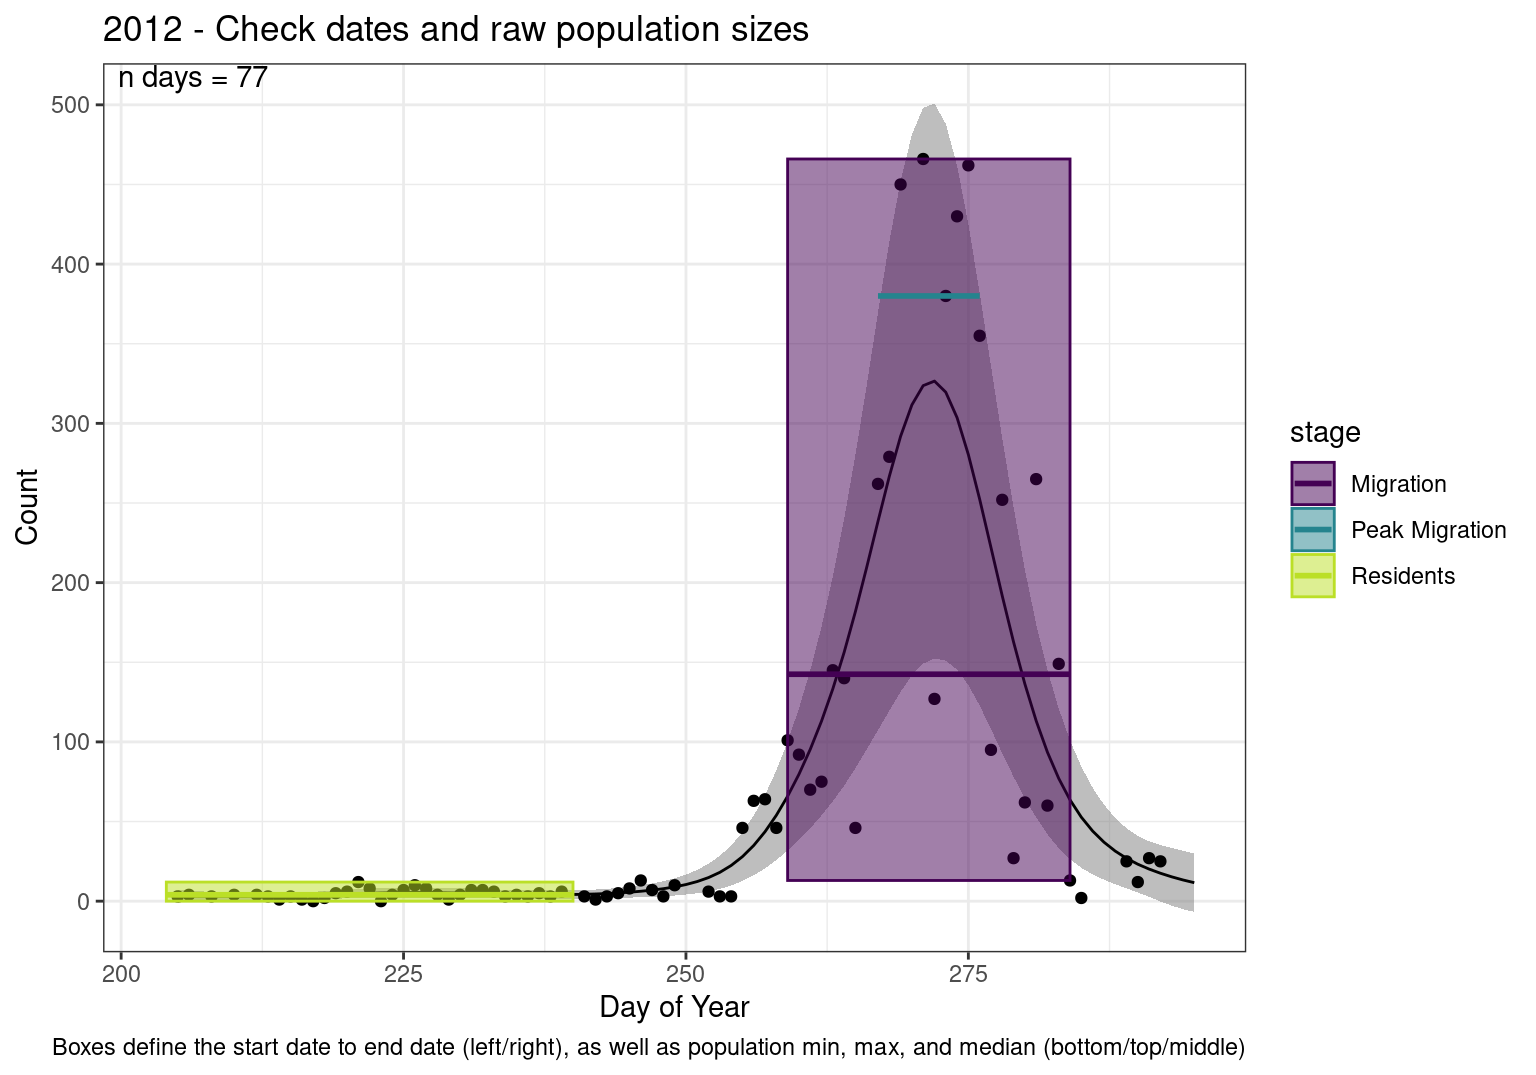 2012 - Check dates and raw population sizes
n days = 77
500
400
300
200
100
0
Count
200 225 250 275
Day of Year
stage
Migration
Peak Migration
Residents
Boxes define the start date to end date (left/right), as well as population min, max, and median (bottom/top/middle)